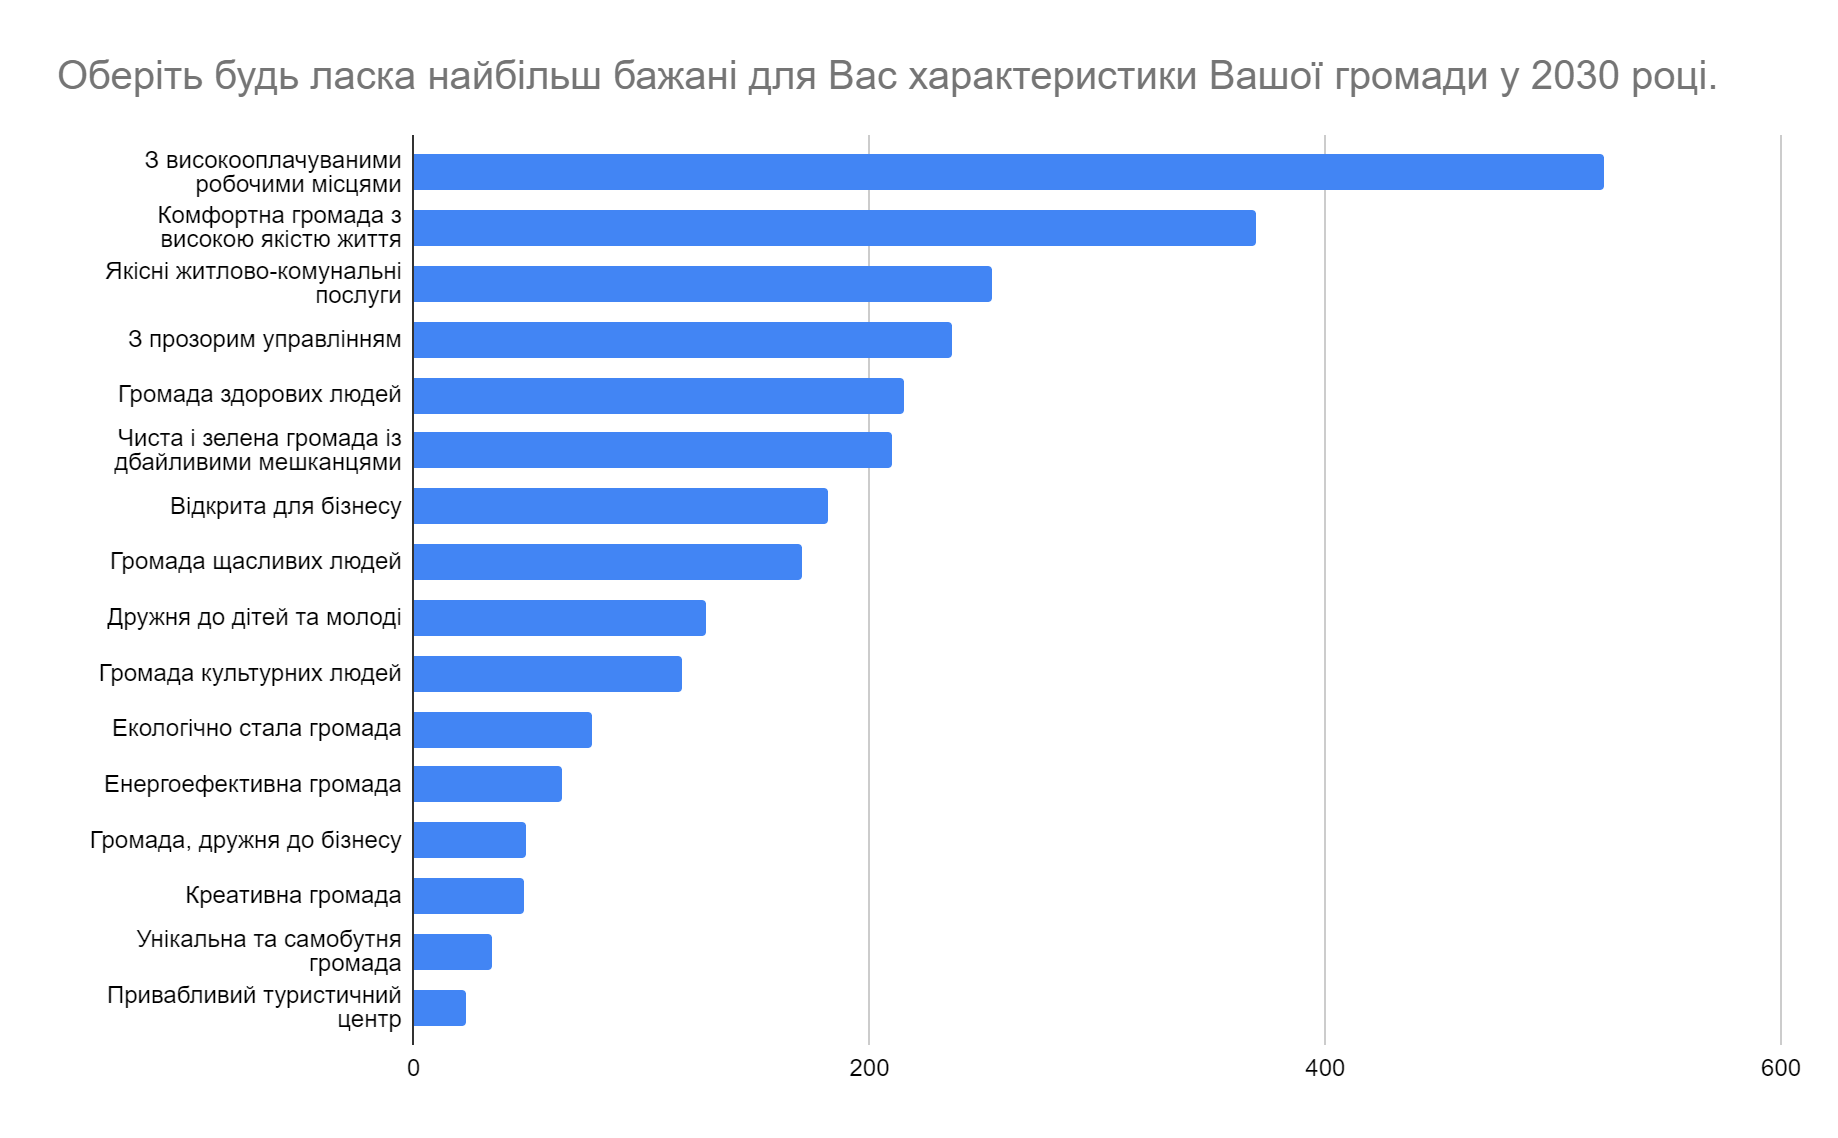 Оберіть будь ласка найбільш бажані для Вас характеристики Вашої громади у 2030 році.
З високооплачуваними
робочими місцями
Комфортна громада з
високою якістю життя
Якісні житлово-комунальні
послуги
З прозорим управлінням
Громада здорових людей
Чиста і зелена громада із
дбайливими мешканцями
Відкрита для бізнесу
Громада щасливих людей
Дружня до дітей та молоді
Громада культурних людей
Екологічно стала громада
Енергоефективна громада
Громада, дружня до бізнесу
Креативна громада
Унікальна та самобутня
громада
Привабливий туристичний
центр
0 200 400 600